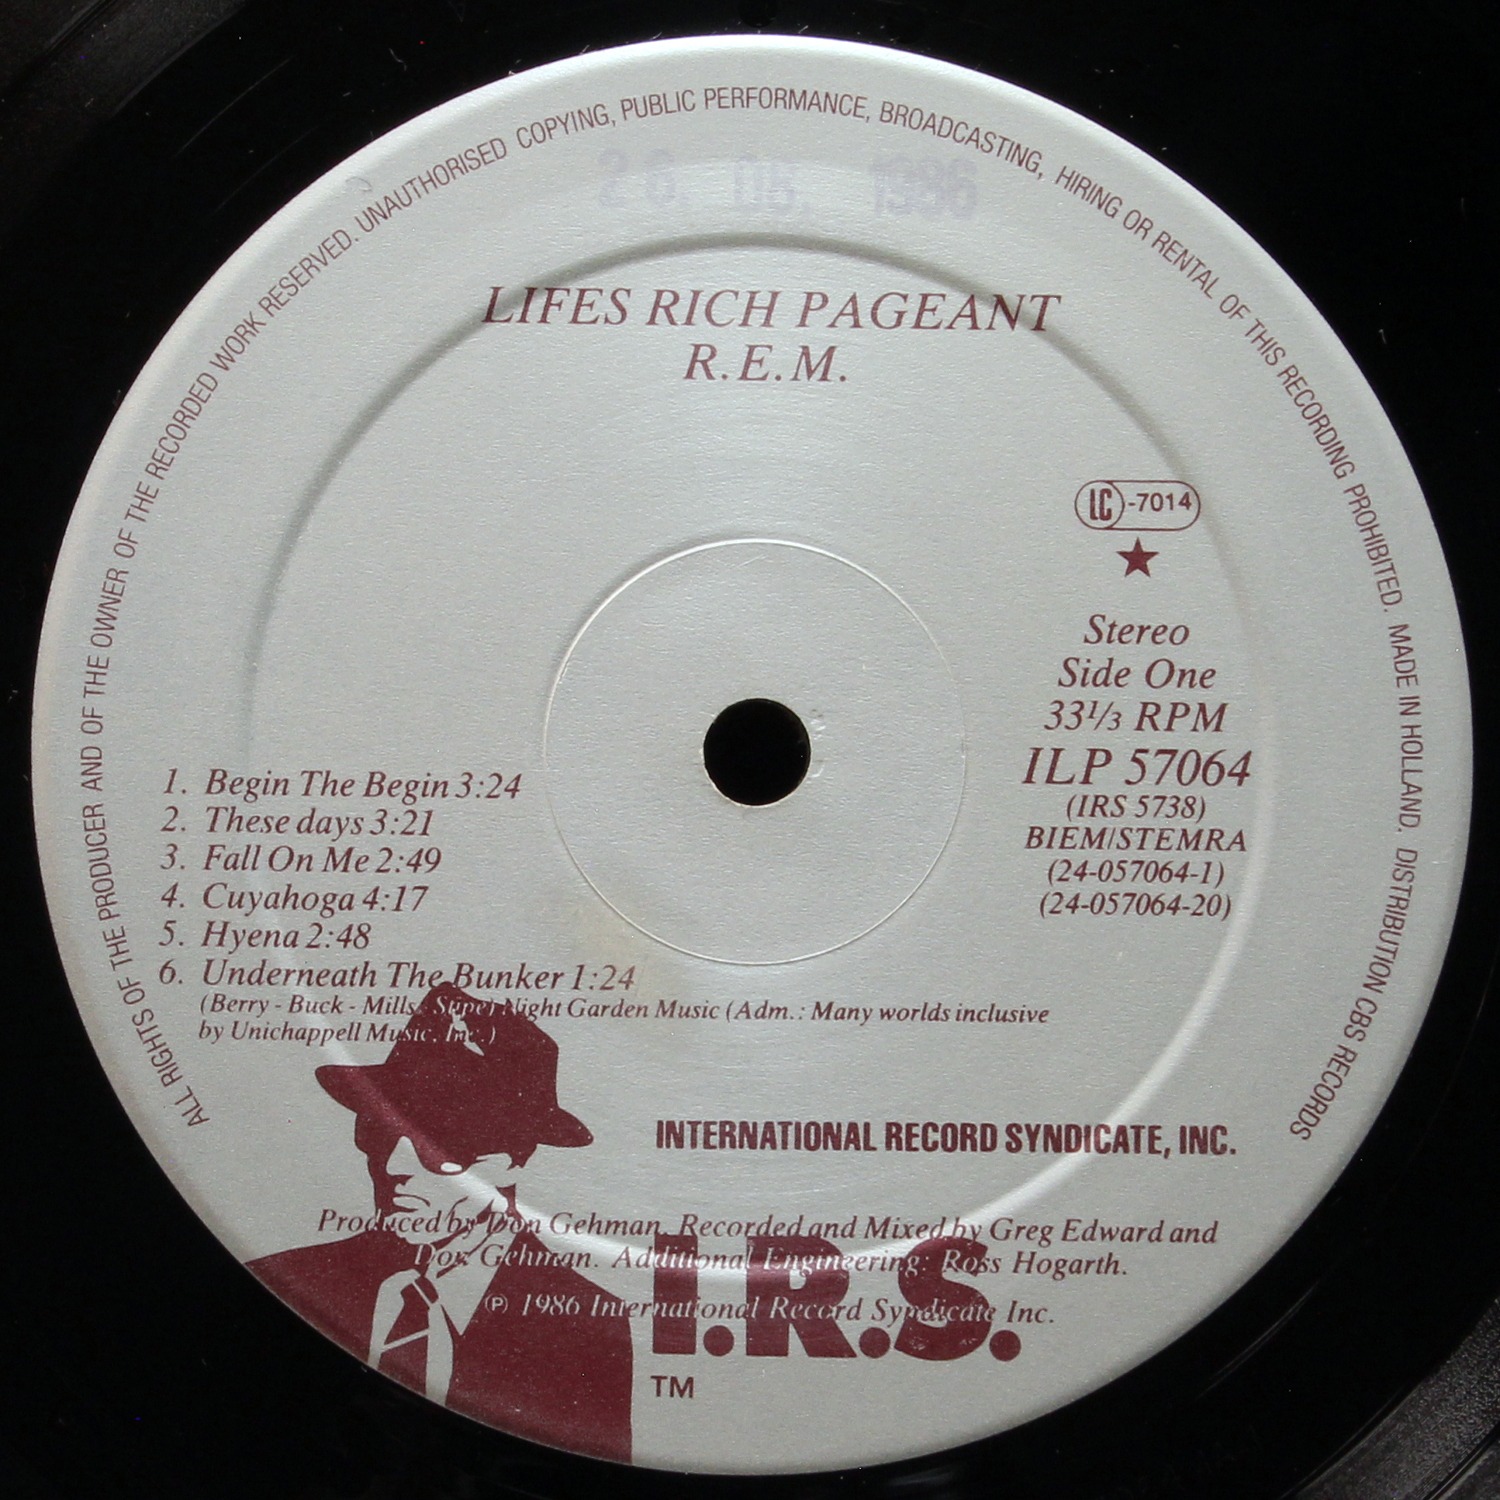 ALL RIGHTS OF THE PRODUCER AND OF THE OWNER OF THE RECORDED WORK RESERVED. UNAUTHORISED COPYING, PUBLIC PERFORMANCE, BROADCASTING, HIRING OR RENTAL OF THIS RECORDING PROHIBITED. MADE IN HOLLAND. DISTRIBUTION CBS RECORDS
1986
LIFES RICH PAGEANT
R.E.M.
LC -7014
Stereo
Side One
33⅓ RPM
ILP 57064
(IRS 5738)
BIEM/STEMRA
(24-057064-1)
(24-057064-20)
1. Begin The Begin 3:24
2. These days 3:21
3. Fall On Me 2:49
4. Cuyahoga 4:17
5. Hyena 2:48
6. Underneath The Bunker 1:24
(Berry - Buck - Mills - Stipe) Night Garden Music (Adm.: Many worlds inclusive
by Unichappell Music, Inc.)
INTERNATIONAL RECORD SYNDICATE, INC.
Produced by Don Gehman. Recorded and Mixed by Greg Edward and
Don Gehman. Additional Engineering: Ross Hogarth.
℗ 1986 International Record Syndicate Inc.
I.R.S.
TM